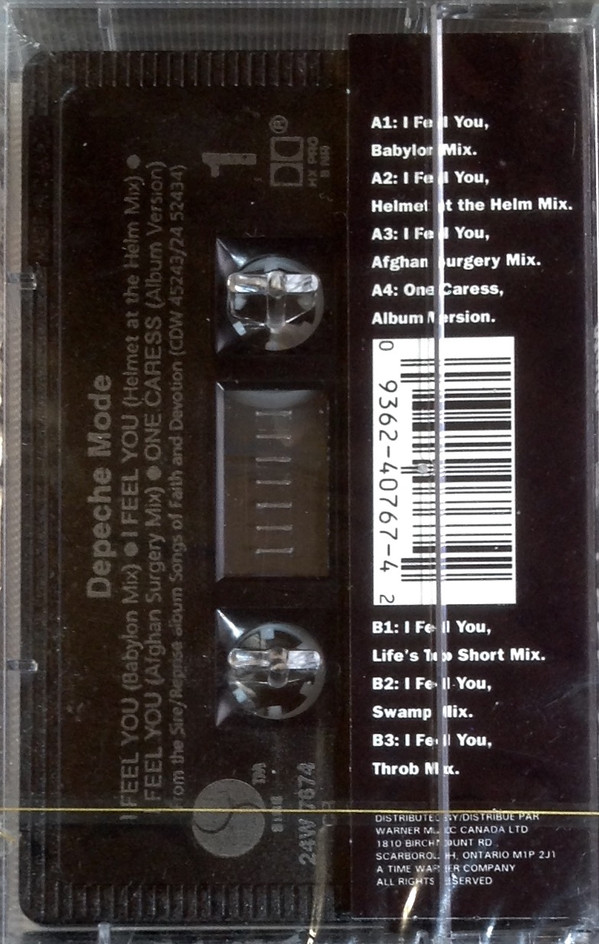 Depeche Mode
I FEEL YOU (Babylon Mix) ● I FEEL YOU (Helmet at the Helm Mix) ●
I FEEL YOU (Afghan Surgery Mix) ● ONE CARESS (Album Version)
From the Sire/Reprise album Songs of Faith and Devotion (CDW 45243/24 52434)
1
HX PRO
B NR
SIRE
TM
24W 7674
A1: I Feel You,
Babylon Mix.
A2: I Feel You,
Helmet at the Helm Mix.
A3: I Feel You,
Afghan Surgery Mix.
A4: One Caress,
Album Version.
0 9362-40767-4 2
B1: I Feel You,
Life's Too Short Mix.
B2: I Feel You,
Swamp Mix.
B3: I Feel You,
Throb Mix.
DISTRIBUTED BY/DISTRIBUE PAR
WARNER MUSIC CANADA LTD
1810 BIRCHMOUNT RD
SCARBOROUGH, ONTARIO M1P 2J1
A TIME WARNER COMPANY
ALL RIGHTS RESERVED